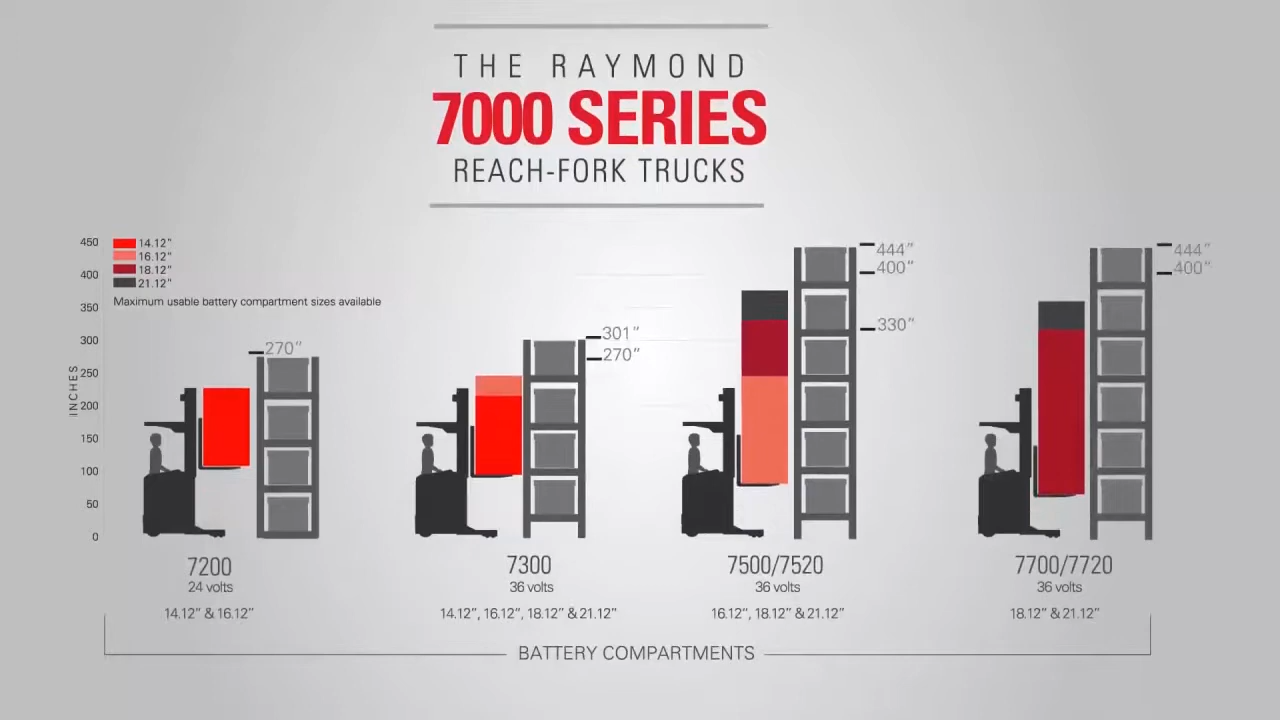 THE RAYMOND
7000 SERIES
REACH-FORK TRUCKS
450
400
350
300
250
200
150
100
50
0
INCHES
14.12"
16.12"
18.12"
21.12"
Maximum usable battery compartment sizes available
270"
301"
270"
444"
400"
330"
444"
400"
7200
24 volts
14.12" & 16.12"
7300
36 volts
14.12", 16.12", 18.12" & 21.12"
7500/7520
36 volts
16.12", 18.12" & 21.12"
7700/7720
36 volts
18.12" & 21.12"
BATTERY COMPARTMENTS